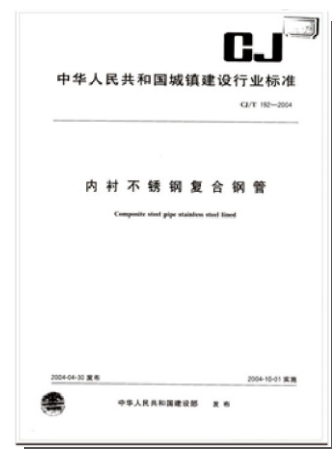 CJ
中华人民共和国城镇建设行业标准
CJ/T 192—2004
内衬不锈钢复合钢管
Composite steel pipe stainless steel lined
2004-04-30 发布
2004-10-01 实施
中华人民共和国建设部 发布